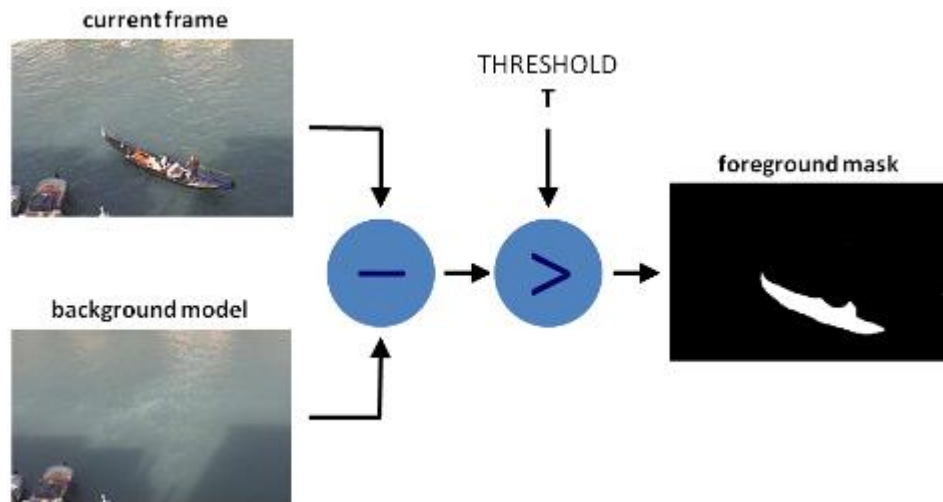 current frame
THRESHOLD
T
foreground mask
−
>
background model